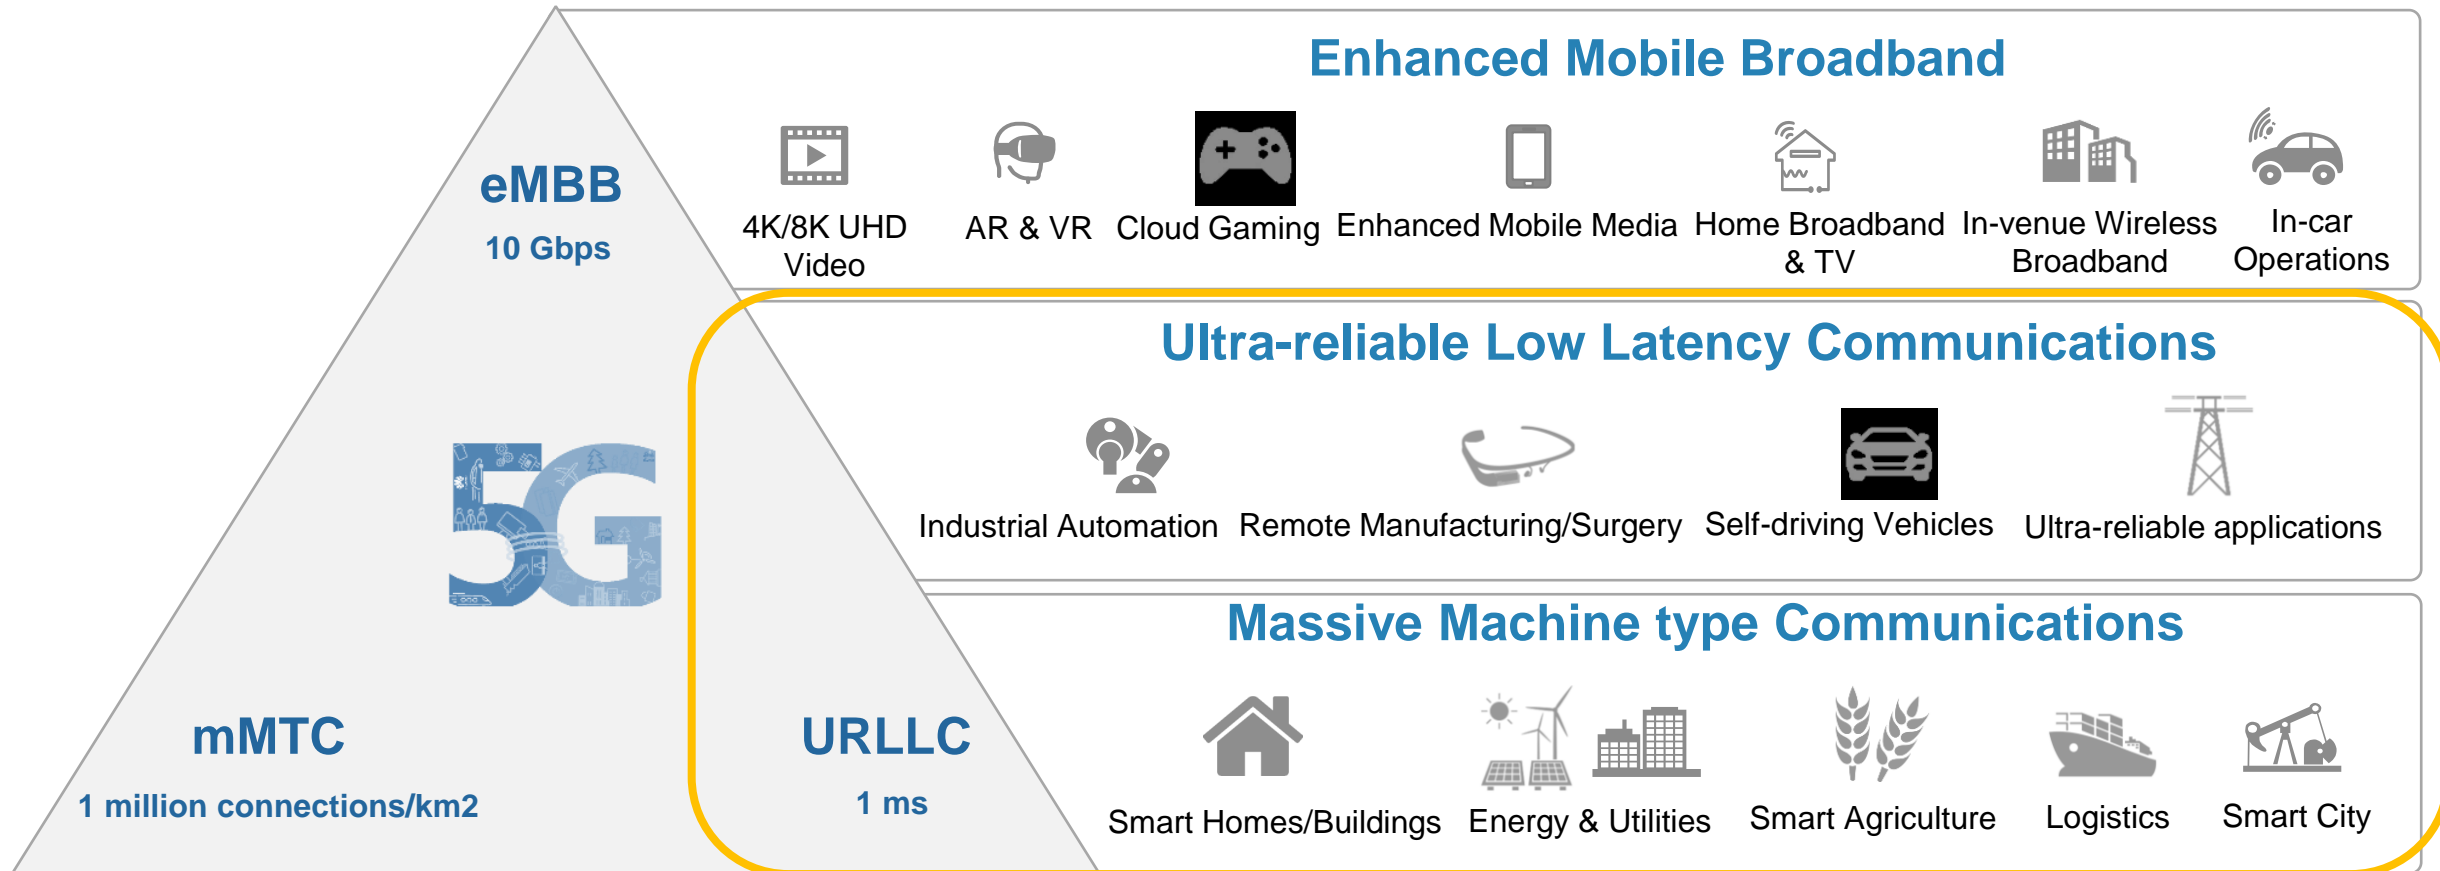 Enhanced Mobile Broadband
eMBB
10 Gbps
4K/8K UHD
Video
AR & VR
Cloud Gaming
Enhanced Mobile Media
Home Broadband
& TV
In-venue Wireless
Broadband
In-car
Operations
Ultra-reliable Low Latency Communications
5G
Industrial Automation
Remote Manufacturing/Surgery
Self-driving Vehicles
Ultra-reliable applications
Massive Machine type Communications
mMTC
1 million connections/km2
URLLC
1 ms
Smart Homes/Buildings
Energy & Utilities
Smart Agriculture
Logistics
Smart City